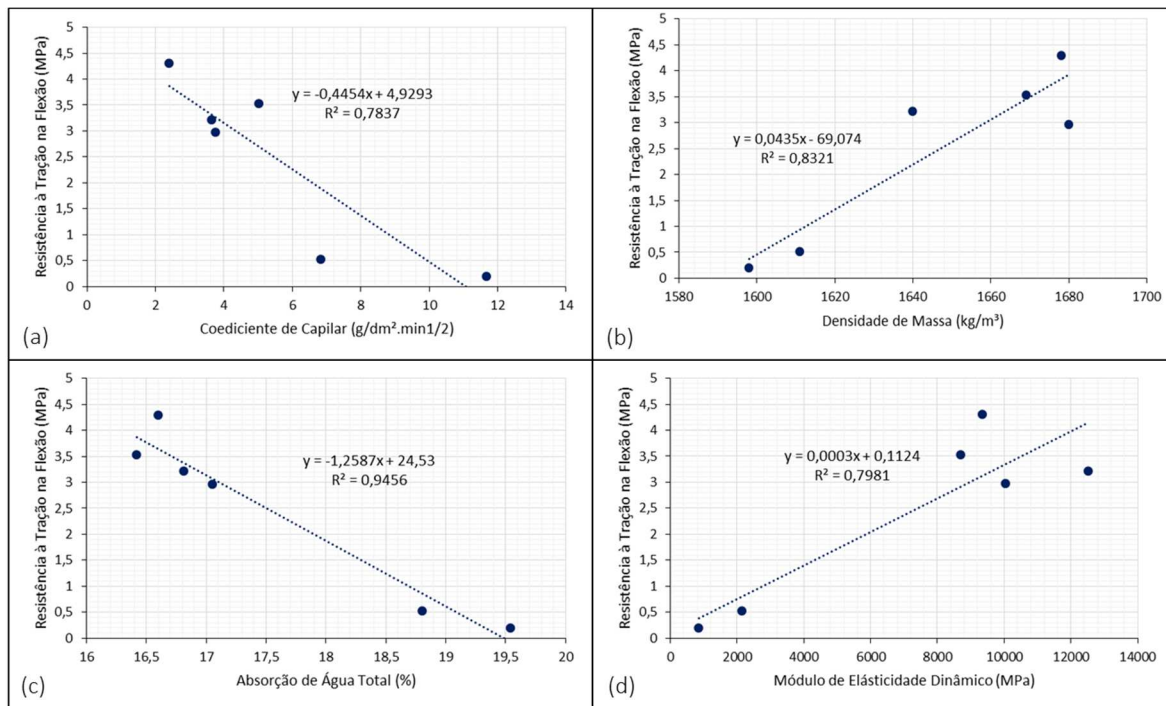 Resistência à Tração na Flexão (MPa)
5
4,5
4
3,5
3
2,5
2
1,5
1
0,5
0
y = -0,4454x + 4,9293
R² = 0,7837
0 2 4 6 8 10 12 14
Coediciente de Capilar (g/dm².min1/2)
(a)
Resistência à Tração na Flexão (MPa)
5
4,5
4
3,5
3
2,5
2
1,5
1
0,5
0
y = 0,0435x - 69,074
R² = 0,8321
1580 1600 1620 1640 1660 1680 1700
Densidade de Massa (kg/m³)
(b)
Resistência à Tração na Flexão (MPa)
5
4,5
4
3,5
3
2,5
2
1,5
1
0,5
0
y = -1,2587x + 24,53
R² = 0,9456
16 16,5 17 17,5 18 18,5 19 19,5 20
Absorção de Água Total (%)
(c)
Resistência à Tração na Flexão (MPa)
5
4,5
4
3,5
3
2,5
2
1,5
1
0,5
0
y = 0,0003x + 0,1124
R² = 0,7981
0 2000 4000 6000 8000 10000 12000 14000
Módulo de Elásticidade Dinâmico (MPa)
(d)